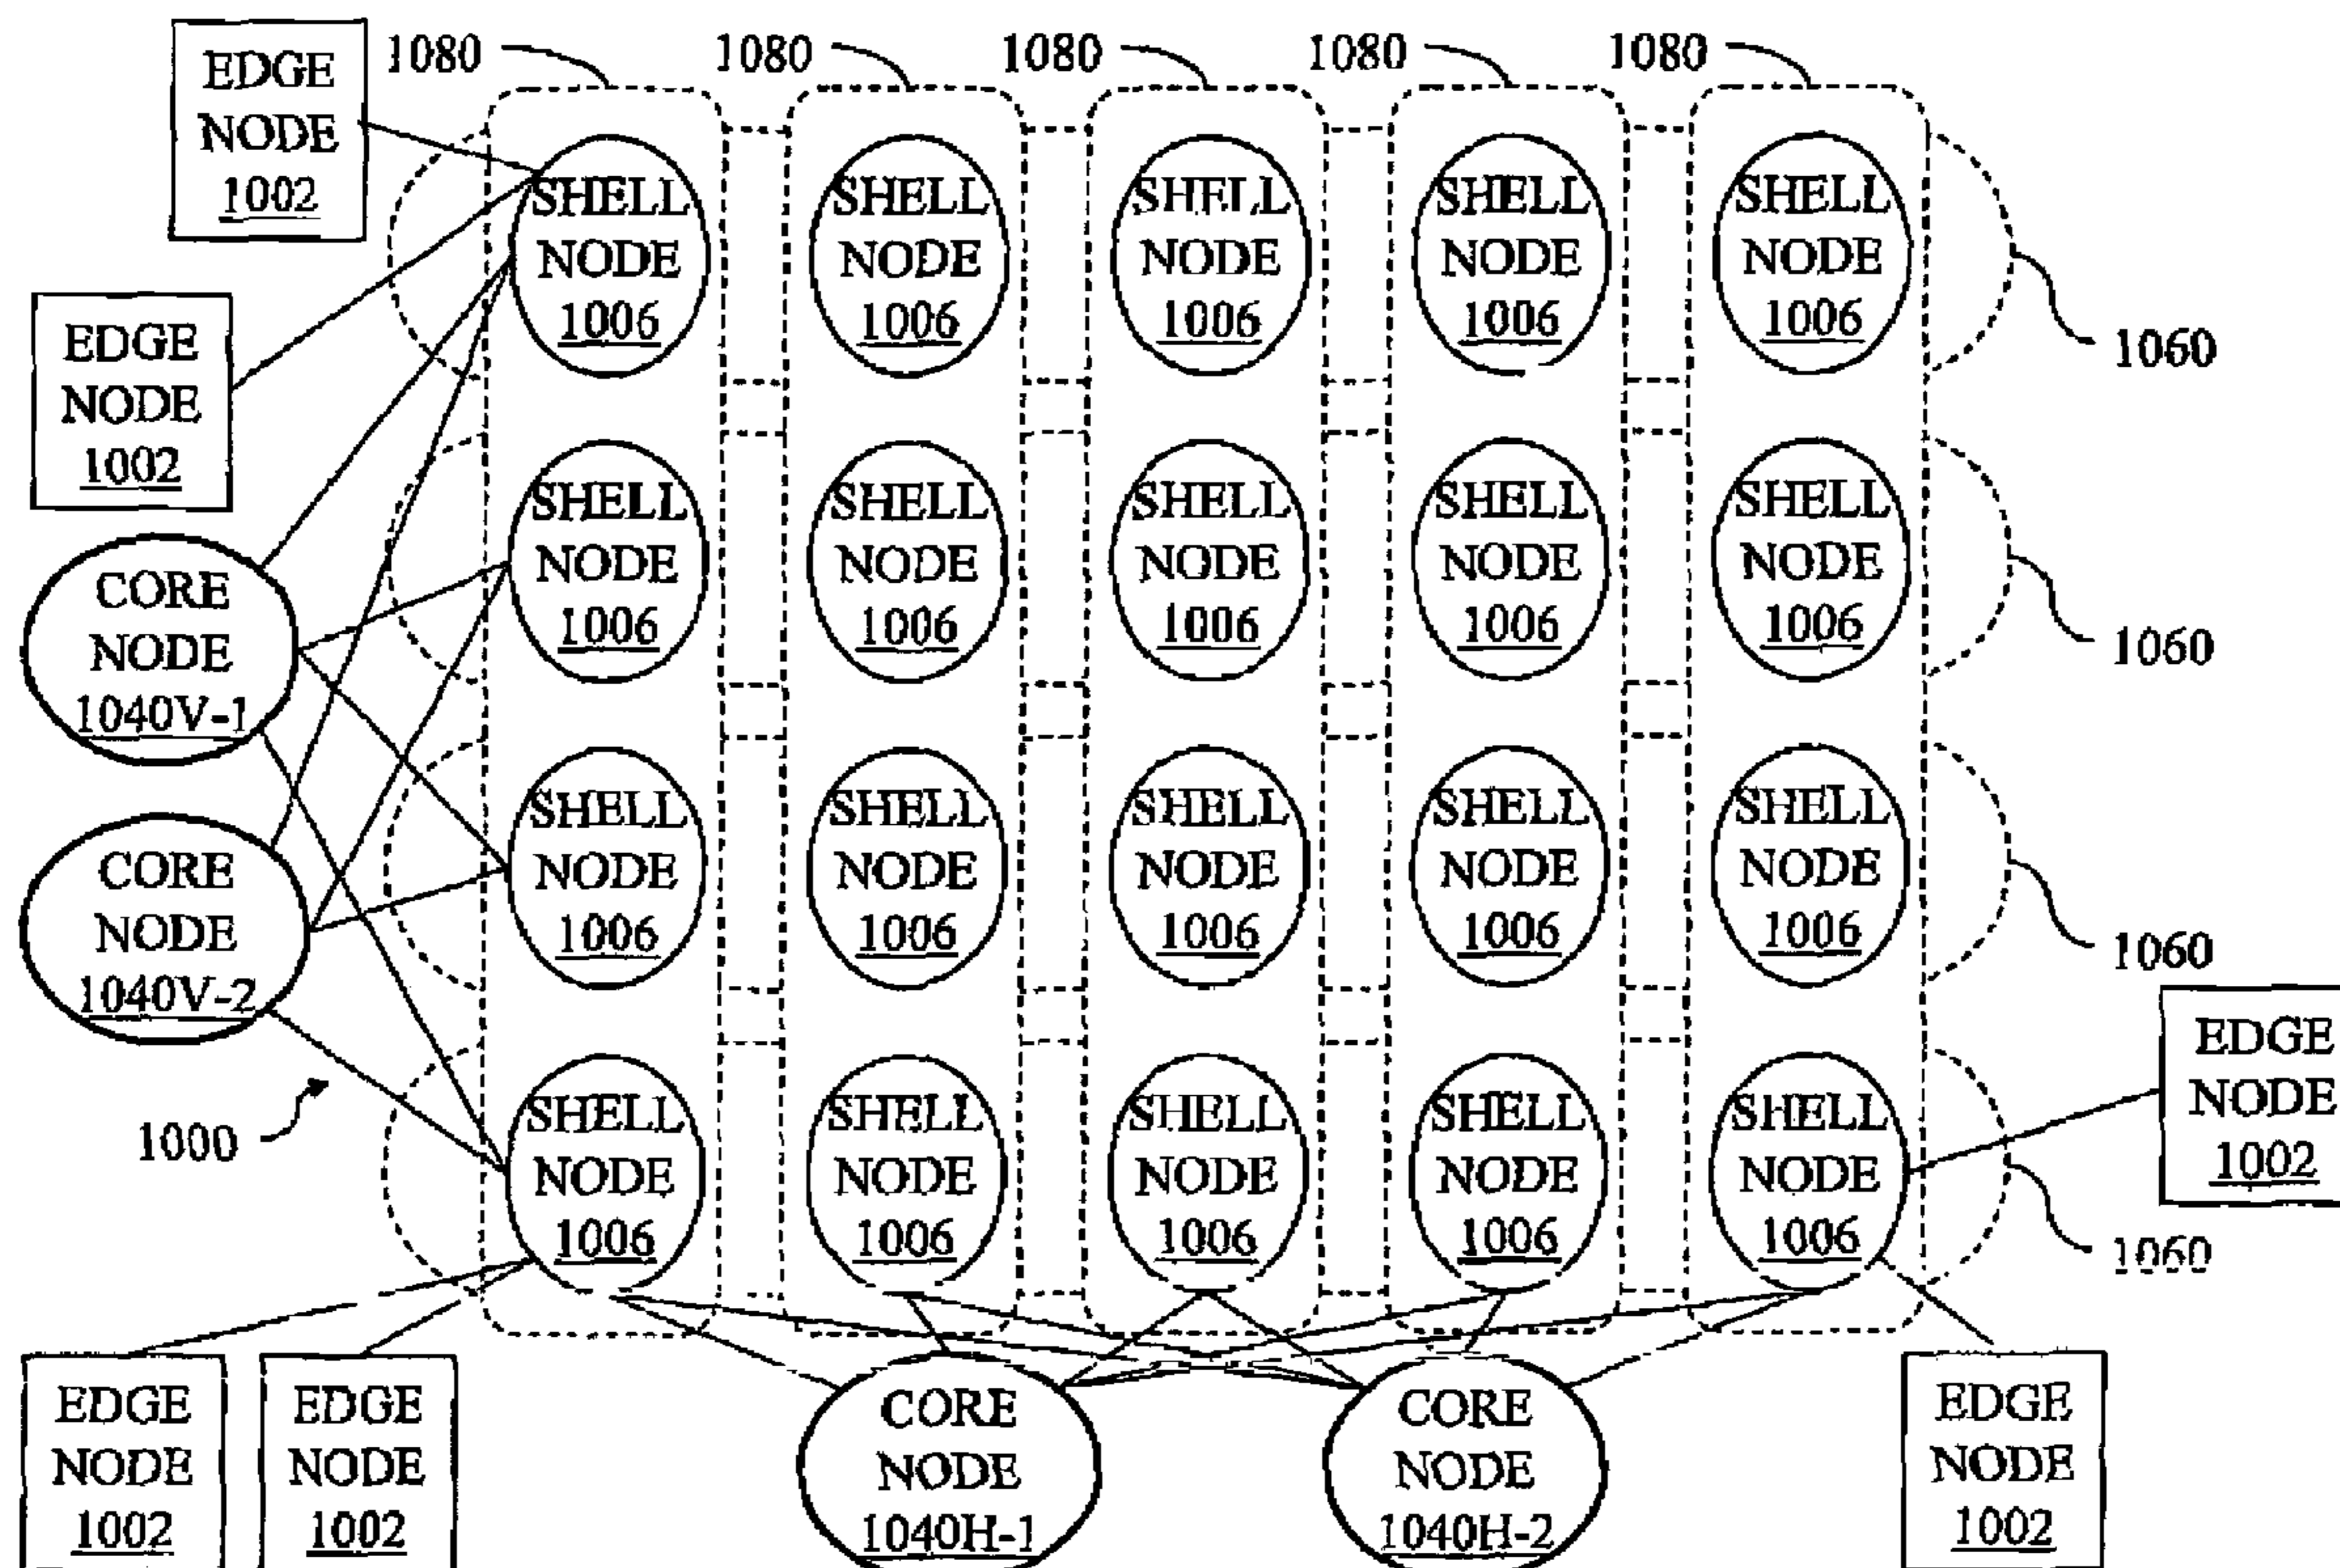 1080 1080 1080 1080 1080
EDGE
NODE
1002
EDGE
NODE
1002
SHELL SHELL SHELL SHELL SHELL
NODE NODE NODE NODE NODE
1006 1006 1006 1006 1006
1060
CORE
NODE
1040V-1
SHELL SHELL SHELL SHELL SHELL
NODE NODE NODE NODE NODE
1006 1006 1006 1006 1006
1060
CORE
NODE
1040V-2
SHELL SHELL SHELL SHELL SHELL
NODE NODE NODE NODE NODE
1006 1006 1006 1006 1006
1060
EDGE
NODE
1002
1000
SHELL SHELL SHELL SHELL SHELL
NODE NODE NODE NODE NODE
1006 1006 1006 1006 1006
1060
EDGE
NODE
1002
EDGE
NODE
1002
CORE
NODE
1040H-1
CORE
NODE
1040H-2
EDGE
NODE
1002